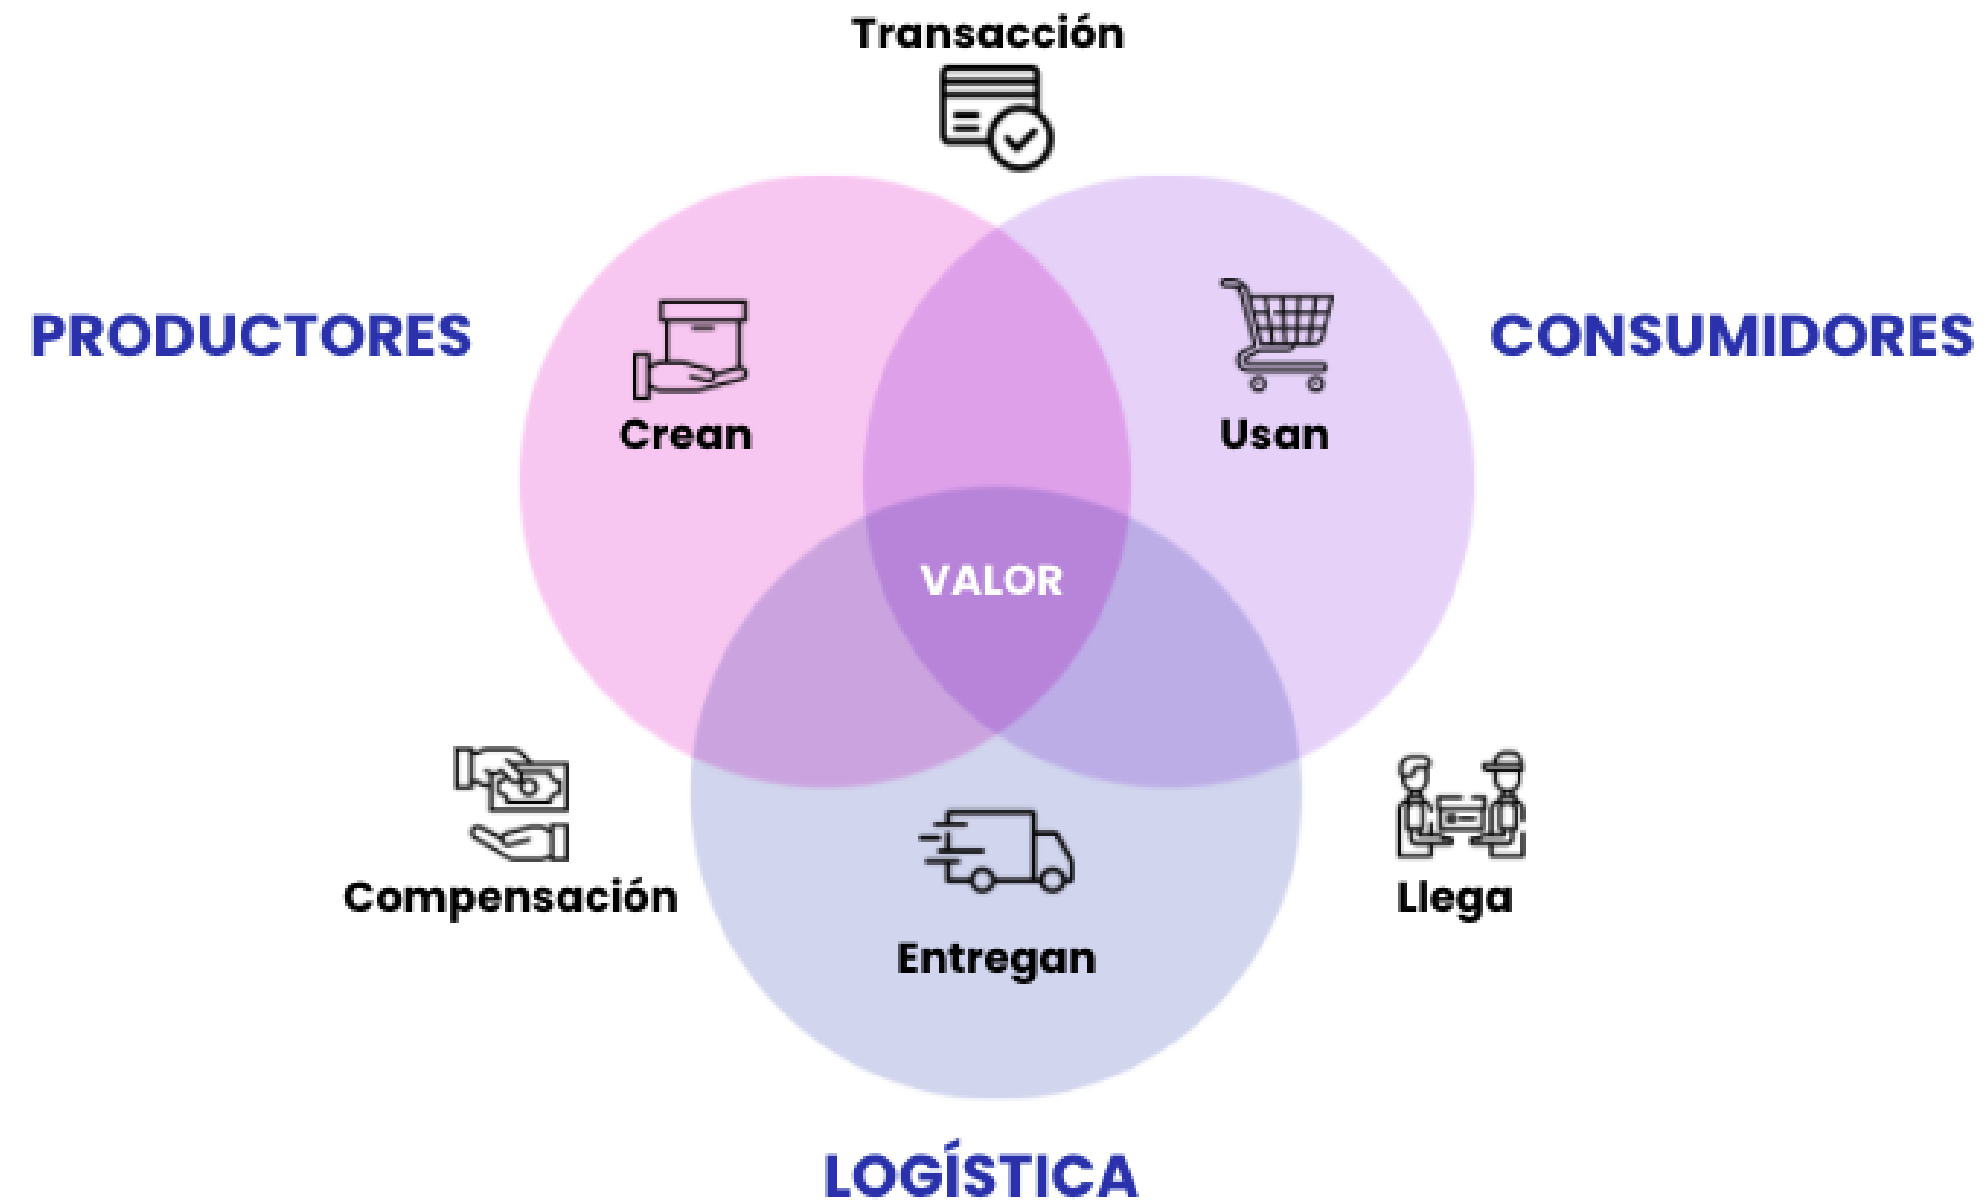 Transacción
PRODUCTORES
CONSUMIDORES
Crean
Usan
VALOR
Compensación
Llega
Entregan
LOGÍSTICA